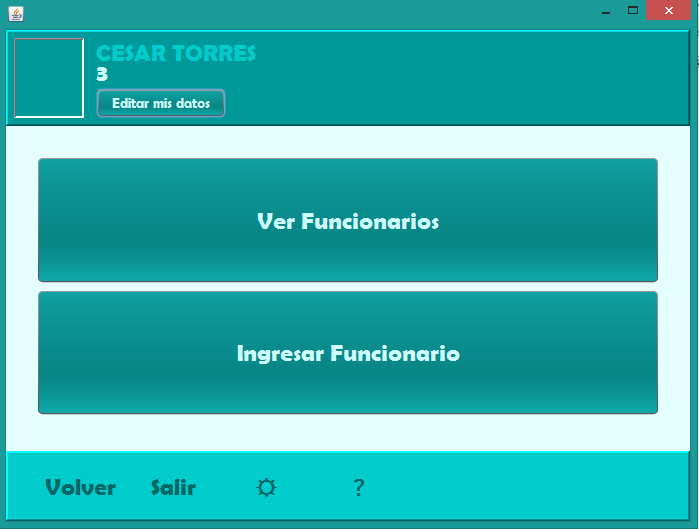 CESAR TORRES
3
Editar mis datos
Ver Funcionarios
Ingresar Funcionario
Volver Salir ☼ ?